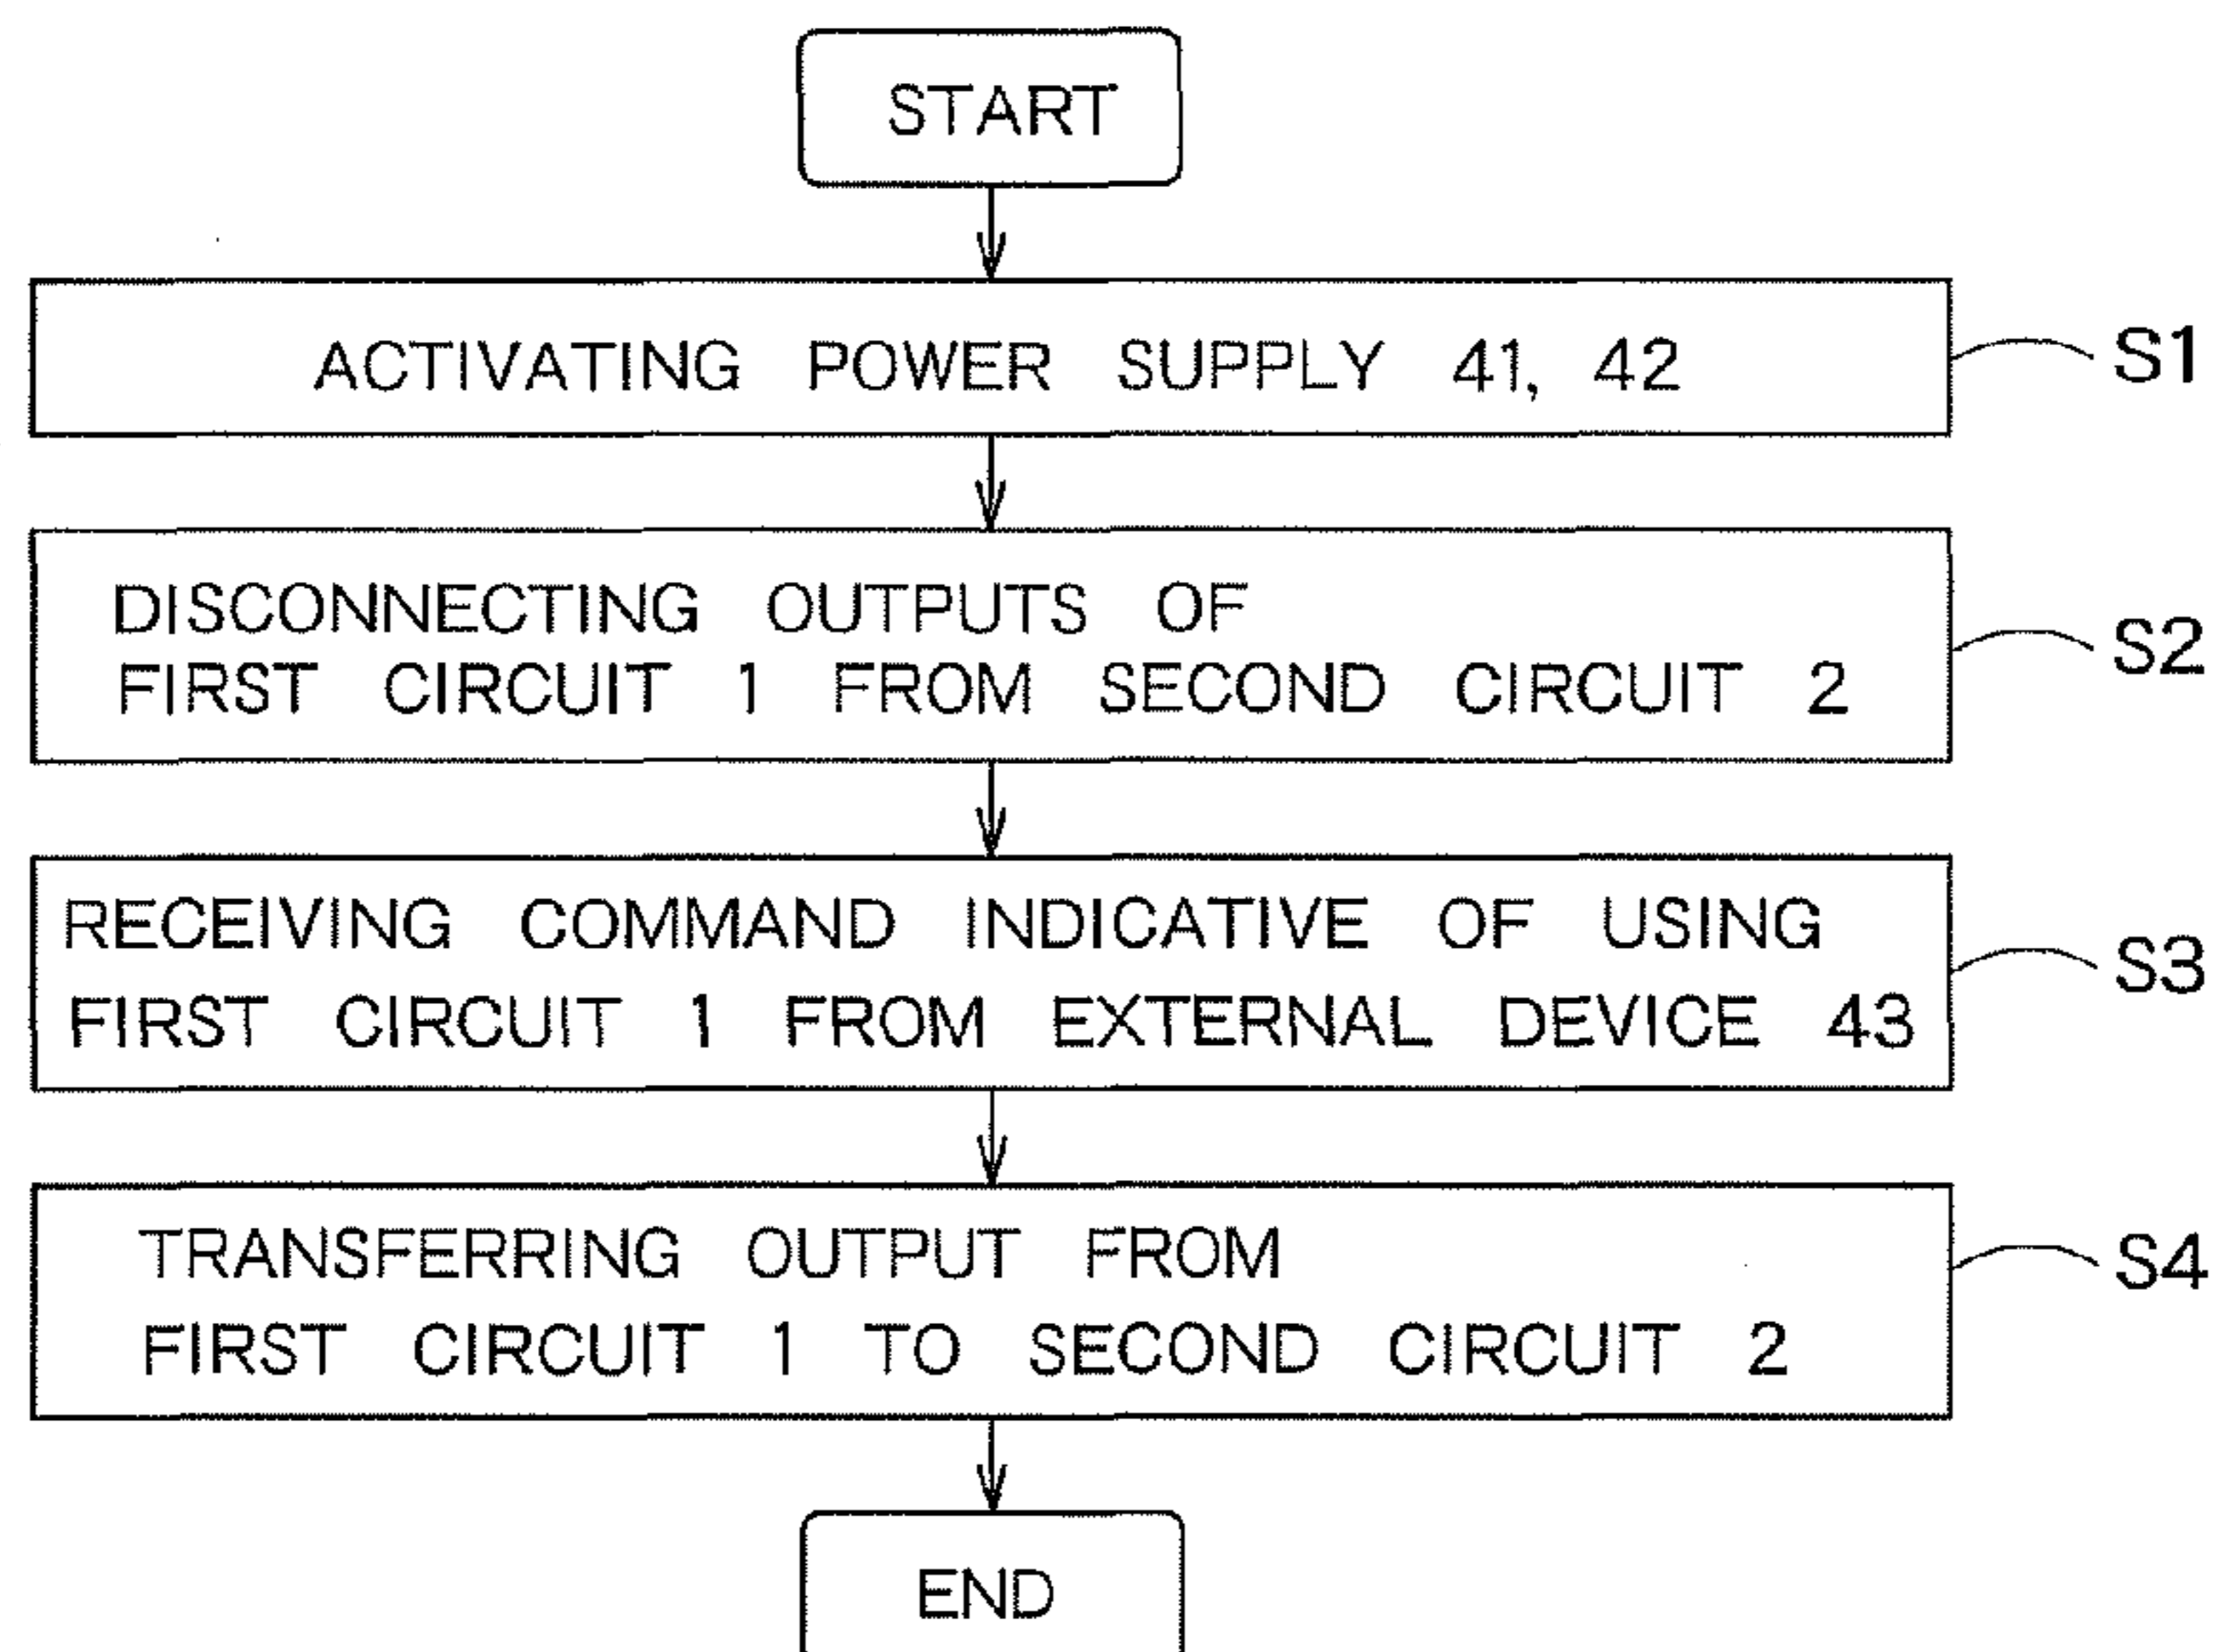 START
ACTIVATING POWER SUPPLY 41, 42
S1
DISCONNECTING OUTPUTS OF
FIRST CIRCUIT 1 FROM SECOND CIRCUIT 2
S2
RECEIVING COMMAND INDICATIVE OF USING
FIRST CIRCUIT 1 FROM EXTERNAL DEVICE 43
S3
TRANSFERRING OUTPUT FROM
FIRST CIRCUIT 1 TO SECOND CIRCUIT 2
S4
END